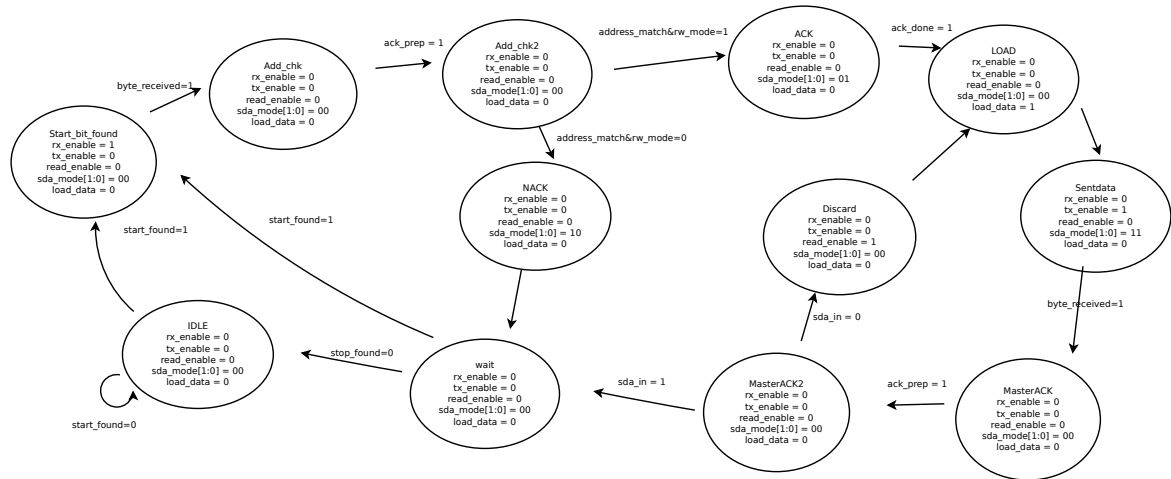 Start_bit_found
rx_enable = 1
tx_enable = 0
read_enable = 0
sda_mode[1:0] = 00
load_data = 0
byte_received=1
Add_chk
rx_enable = 0
tx_enable = 0
read_enable = 0
sda_mode[1:0] = 00
load_data = 0
ack_prep = 1
Add_chk2
rx_enable = 0
tx_enable = 0
read_enable = 0
sda_mode[1:0] = 00
load_data = 0
address_match&rw_mode=1
ACK
rx_enable = 0
tx_enable = 0
read_enable = 0
sda_mode[1:0] = 01
load_data = 0
ack_done = 1
LOAD
rx_enable = 0
tx_enable = 0
read_enable = 0
sda_mode[1:0] = 00
load_data = 1
address_match&rw_mode=0
NACK
rx_enable = 0
tx_enable = 0
read_enable = 0
sda_mode[1:0] = 10
load_data = 0
Discard
rx_enable = 0
tx_enable = 0
read_enable = 1
sda_mode[1:0] = 00
load_data = 0
Sentdata
rx_enable = 0
tx_enable = 1
read_enable = 0
sda_mode[1:0] = 11
load_data = 0
start_found=1
start_found=1
byte_received=1
sda_in = 0
IDLE
rx_enable = 0
tx_enable = 0
read_enable = 0
sda_mode[1:0] = 00
load_data = 0
start_found=0
stop_found=0
wait
rx_enable = 0
tx_enable = 0
read_enable = 0
sda_mode[1:0] = 00
load_data = 0
sda_in = 1
MasterACK2
rx_enable = 0
tx_enable = 0
read_enable = 0
sda_mode[1:0] = 00
load_data = 0
ack_prep = 1
MasterACK
rx_enable = 0
tx_enable = 0
read_enable = 0
sda_mode[1:0] = 00
load_data = 0